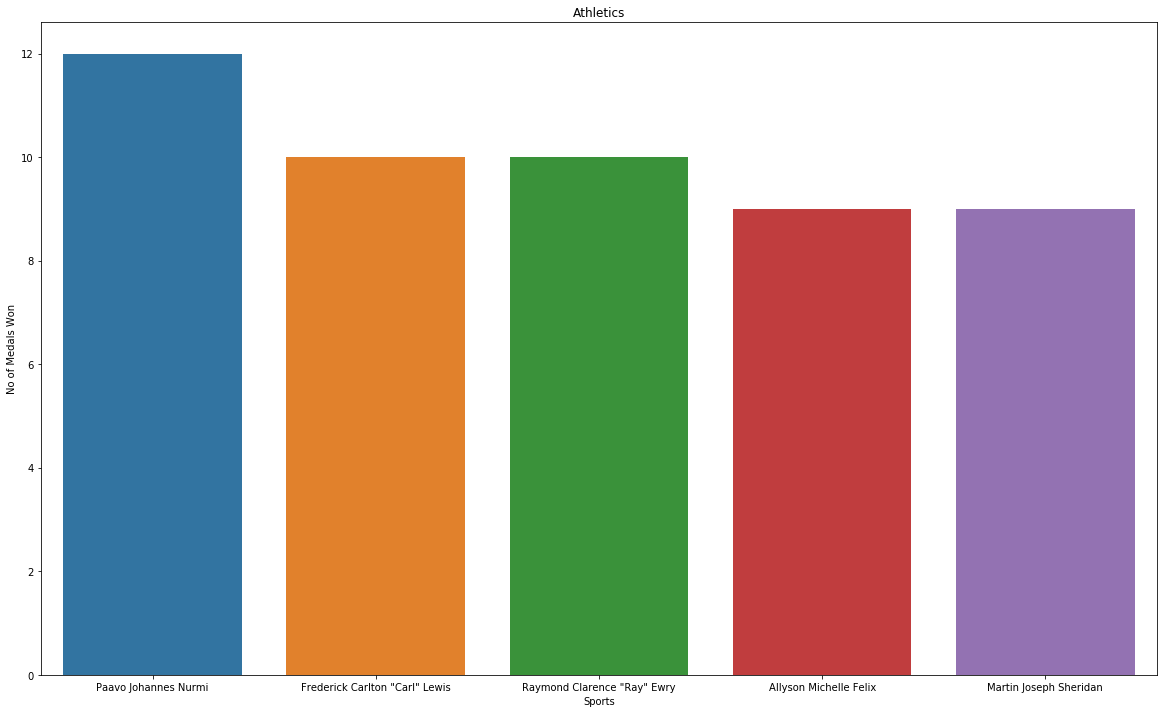 Athletics
No of Medals Won
12
10
8
6
4
2
0
Paavo Johannes Nurmi
Frederick Carlton "Carl" Lewis
Raymond Clarence "Ray" Ewry
Allyson Michelle Felix
Martin Joseph Sheridan
Sports